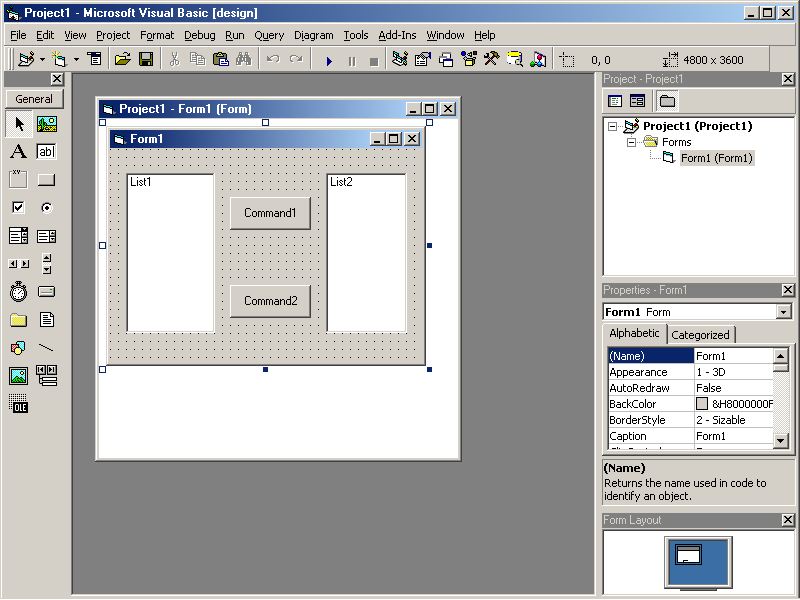 Project1 - Microsoft Visual Basic [design]
File Edit View Project Format Debug Run Query Diagram Tools Add-Ins Window Help
0, 0 4800 x 3600
General
A
ab
xy
OLE
Project1 - Form1 (Form)
Form1
List1
Command1
List2
Command2
Project - Project1
Project1 (Project1)
Forms
Form1 (Form1)
Properties - Form1
Form1 Form
Alphabetic Categorized
(Name) Form1
Appearance 1 - 3D
AutoRedraw False
BackColor &H8000000F
BorderStyle 2 - Sizable
Caption Form1
(Name)
Returns the name used in code to
identify an object.
Form Layout